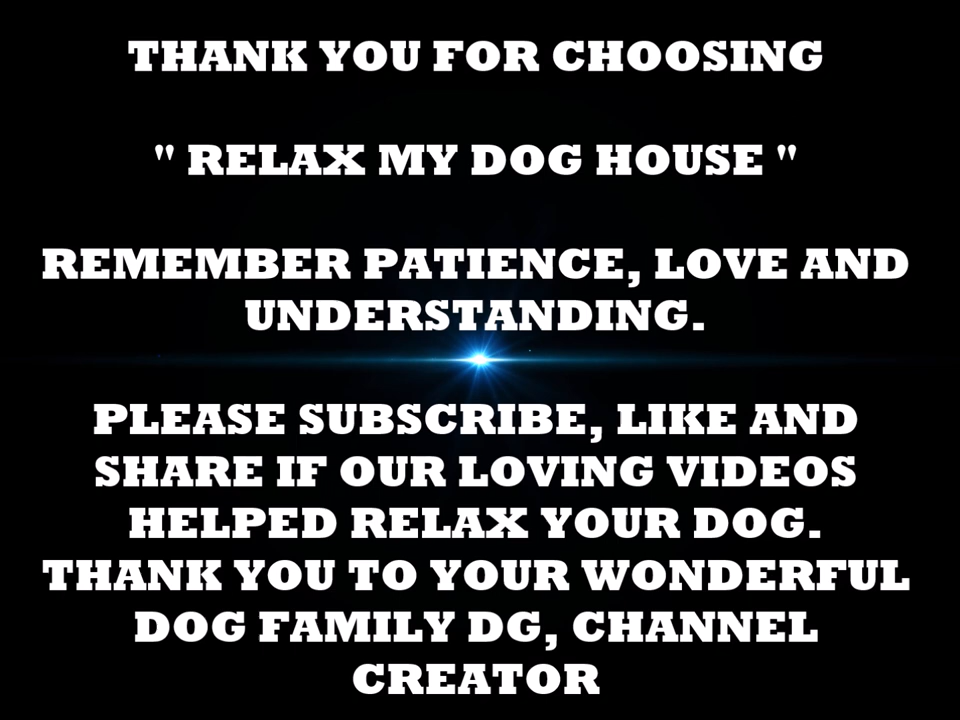 THANK YOU FOR CHOOSING
" RELAX MY DOG HOUSE "
REMEMBER PATIENCE, LOVE AND
UNDERSTANDING.
PLEASE SUBSCRIBE, LIKE AND
SHARE IF OUR LOVING VIDEOS
HELPED RELAX YOUR DOG.
THANK YOU TO YOUR WONDERFUL
DOG FAMILY DG, CHANNEL
CREATOR